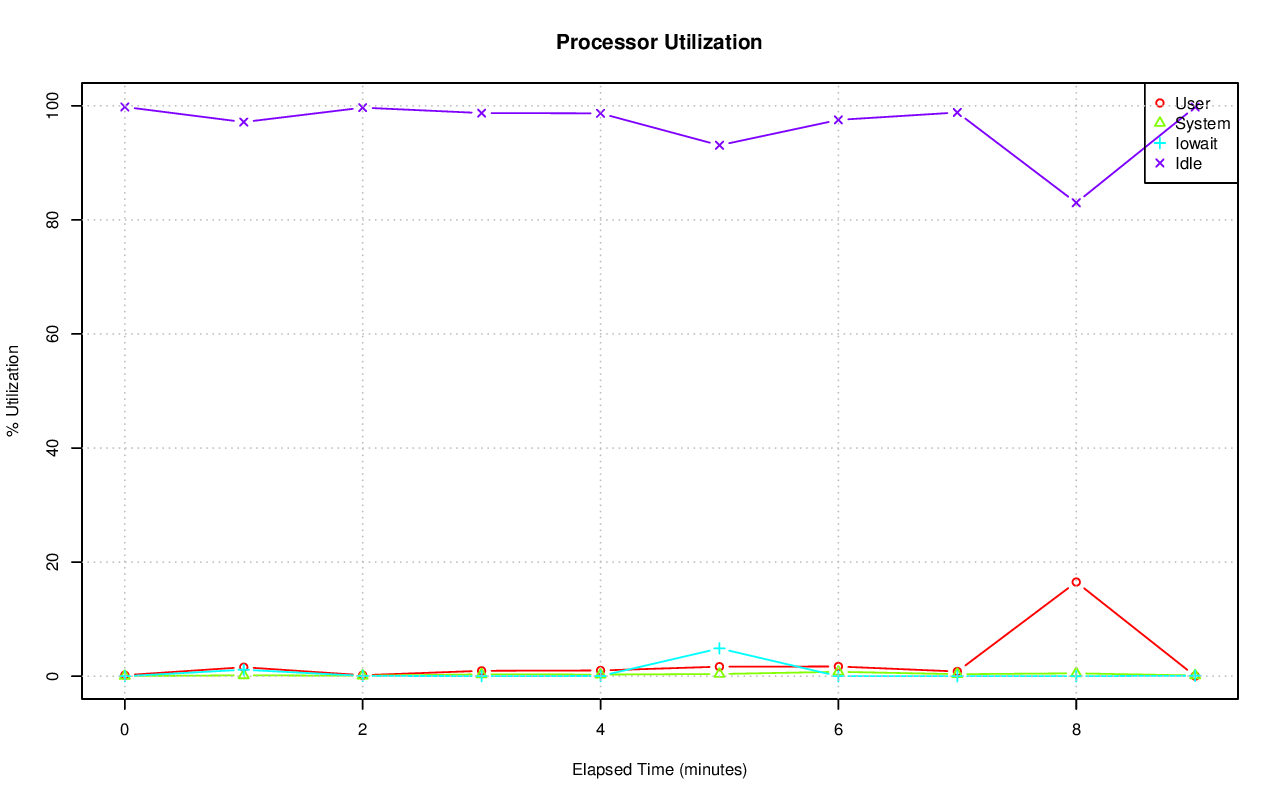 Processor Utilization
% Utilization
100
80
60
40
20
0
User
System
Iowait
Idle
0 2 4 6 8
Elapsed Time (minutes)